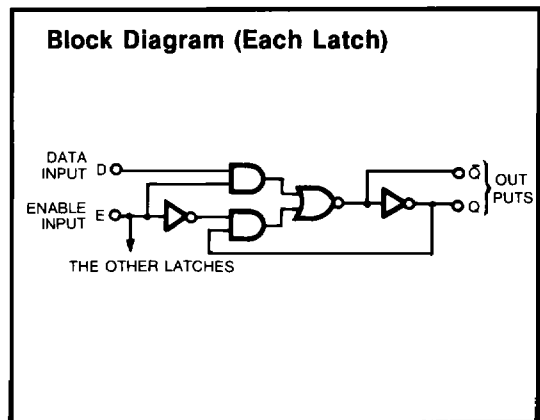 Block Diagram (Each Latch)
DATA
INPUT D
Q̄
OUT
PUTS
ENABLE
INPUT E
Q
THE OTHER LATCHES